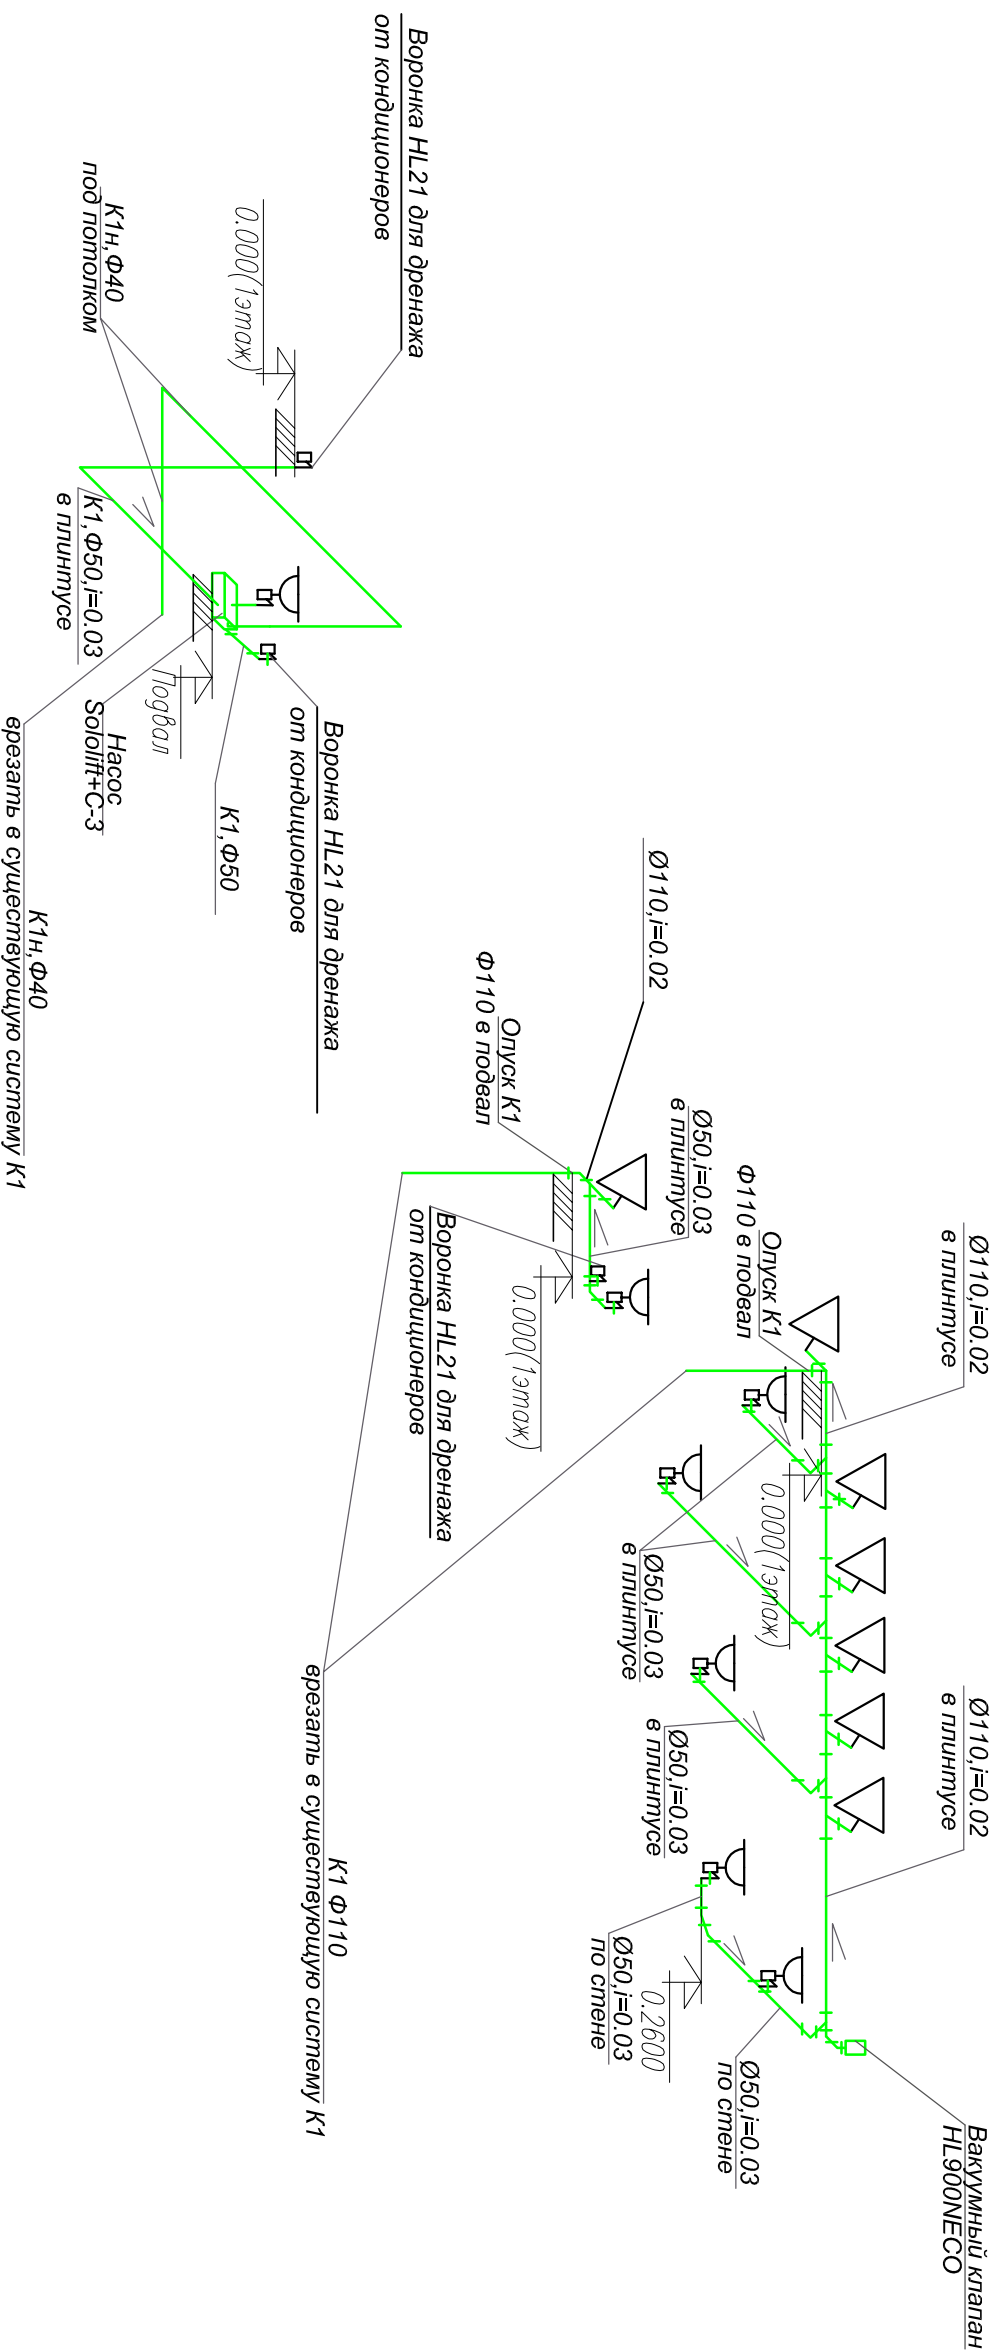 Воронка HL21 для дренажа
от кондиционеров
0.000(1этаж)
К1н,Ф40
под потолком
К1,Ф50,i=0.03
в плинтусе
Подвал
Насос
Sololift+C-3
К1,Ф50
Воронка HL21 для дренажа
от кондиционеров
К1н,Ф40
врезать в существующую систему К1
Ø110,i=0.02
Опуск К1
Ф110 в подвал
Ø50,i=0.03
в плинтусе
Воронка HL21 для дренажа
от кондиционеров
0.000(1этаж)
Ø110,i=0.02
в плинтусе
Опуск К1
Ф110 в подвал
0.000(1этаж)
Ø50,i=0.03
в плинтусе
Ø50,i=0.03
в плинтусе
Ø110,i=0.02
в плинтусе
К1 Ф110
врезать в существующую систему К1
Ø50,i=0.03
по стене
0.2600
Ø50,i=0.03
по стене
Вакуумный клапан
HL900NECO